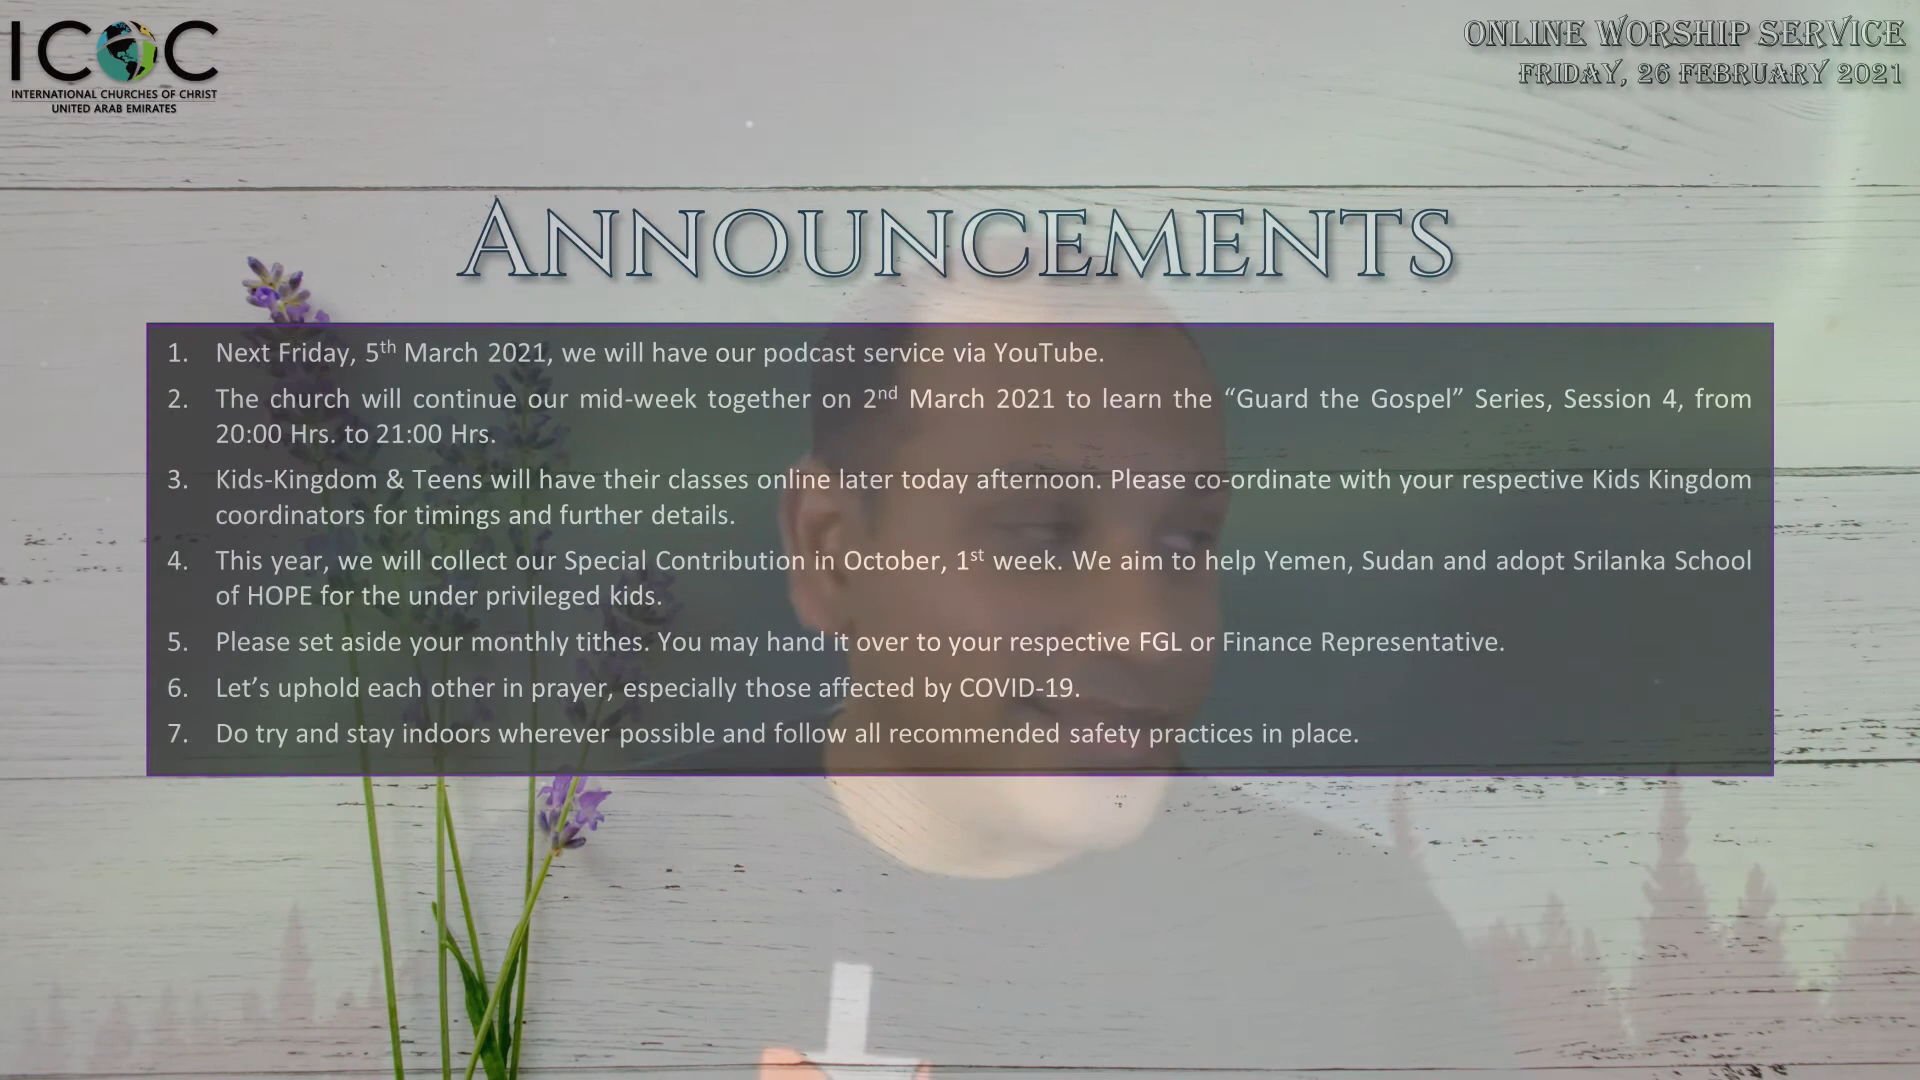 ICOC
INTERNATIONAL CHURCHES OF CHRIST
UNITED ARAB EMIRATES
ONLINE WORSHIP SERVICE
FRIDAY, 26 FEBRUARY 2021
ANNOUNCEMENTS
1. Next Friday, 5th March 2021, we will have our podcast service via YouTube.
2. The church will continue our mid-week together on 2nd March 2021 to learn the “Guard the Gospel” Series, Session 4, from
20:00 Hrs. to 21:00 Hrs.
3. Kids-Kingdom & Teens will have their classes online later today afternoon. Please co-ordinate with your respective Kids Kingdom
coordinators for timings and further details.
4. This year, we will collect our Special Contribution in October, 1st week. We aim to help Yemen, Sudan and adopt Srilanka School
of HOPE for the under privileged kids.
5. Please set aside your monthly tithes. You may hand it over to your respective FGL or Finance Representative.
6. Let’s uphold each other in prayer, especially those affected by COVID-19.
7. Do try and stay indoors wherever possible and follow all recommended safety practices in place.